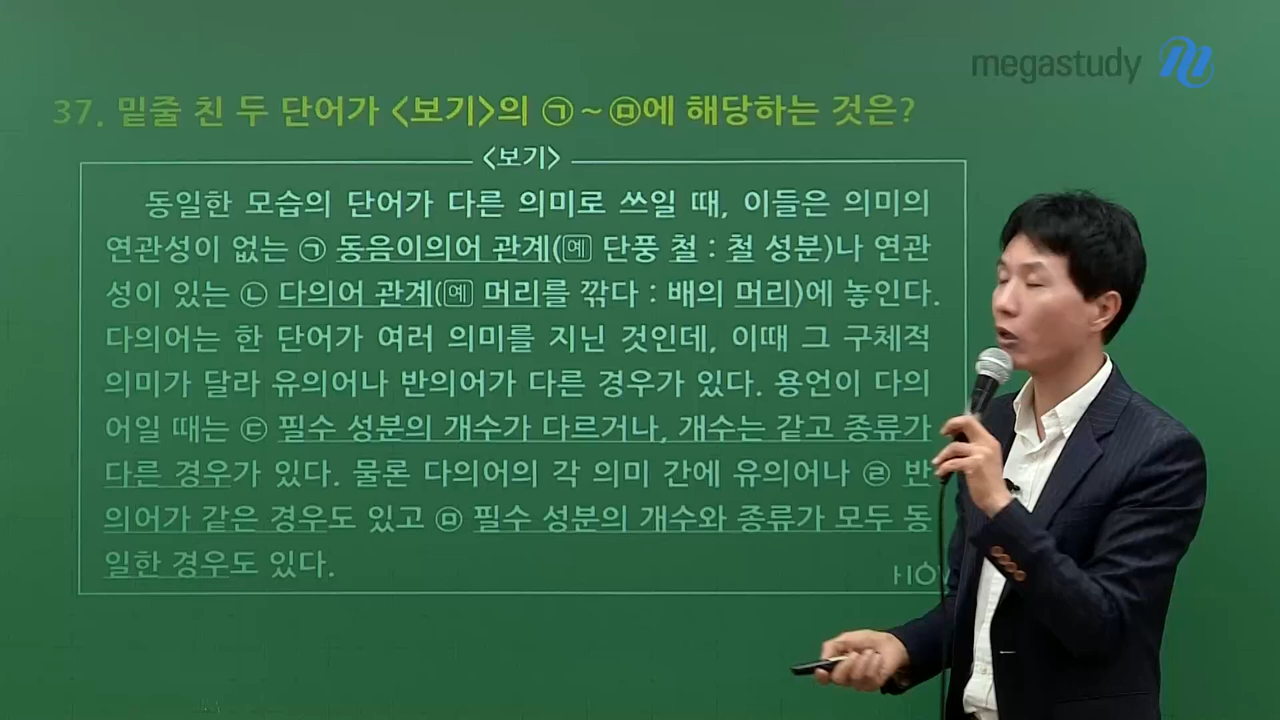 megastudy
37. 밑줄 친 두 단어가 <보기>의 ㉠~㉤에 해당하는 것은?
<보기>
동일한 모습의 단어가 다른 의미로 쓰일 때, 이들은 의미의
연관성이 없는 ㉠ 동음이의어 관계(예 단풍 철 : 철 성분)나 연관
성이 있는 ㉡ 다의어 관계(예 머리를 깎다 : 배의 머리)에 놓인다.
다의어는 한 단어가 여러 의미를 지닌 것인데, 이때 그 구체적
의미가 달라 유의어나 반의어가 다른 경우가 있다. 용언이 다의
어일 때는 ㉢ 필수 성분의 개수가 다르거나, 개수는 같고 종류가
다른 경우가 있다. 물론 다의어의 각 의미 간에 유의어나 ㉣ 반
의어가 같은 경우도 있고 ㉤ 필수 성분의 개수와 종류가 모두 동
일한 경우도 있다.